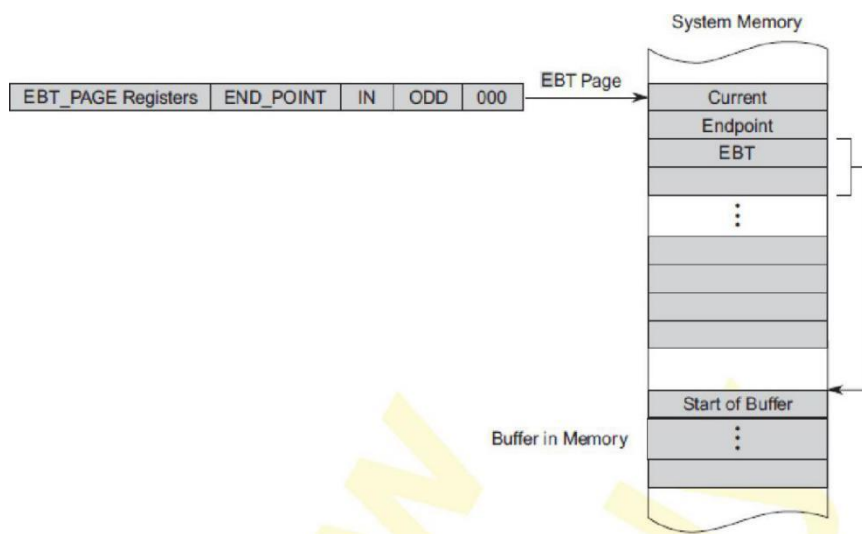 System Memory
EBT_PAGE Registers END_POINT IN ODD 000
EBT Page
Current
Endpoint
EBT
Start of Buffer
Buffer in Memory